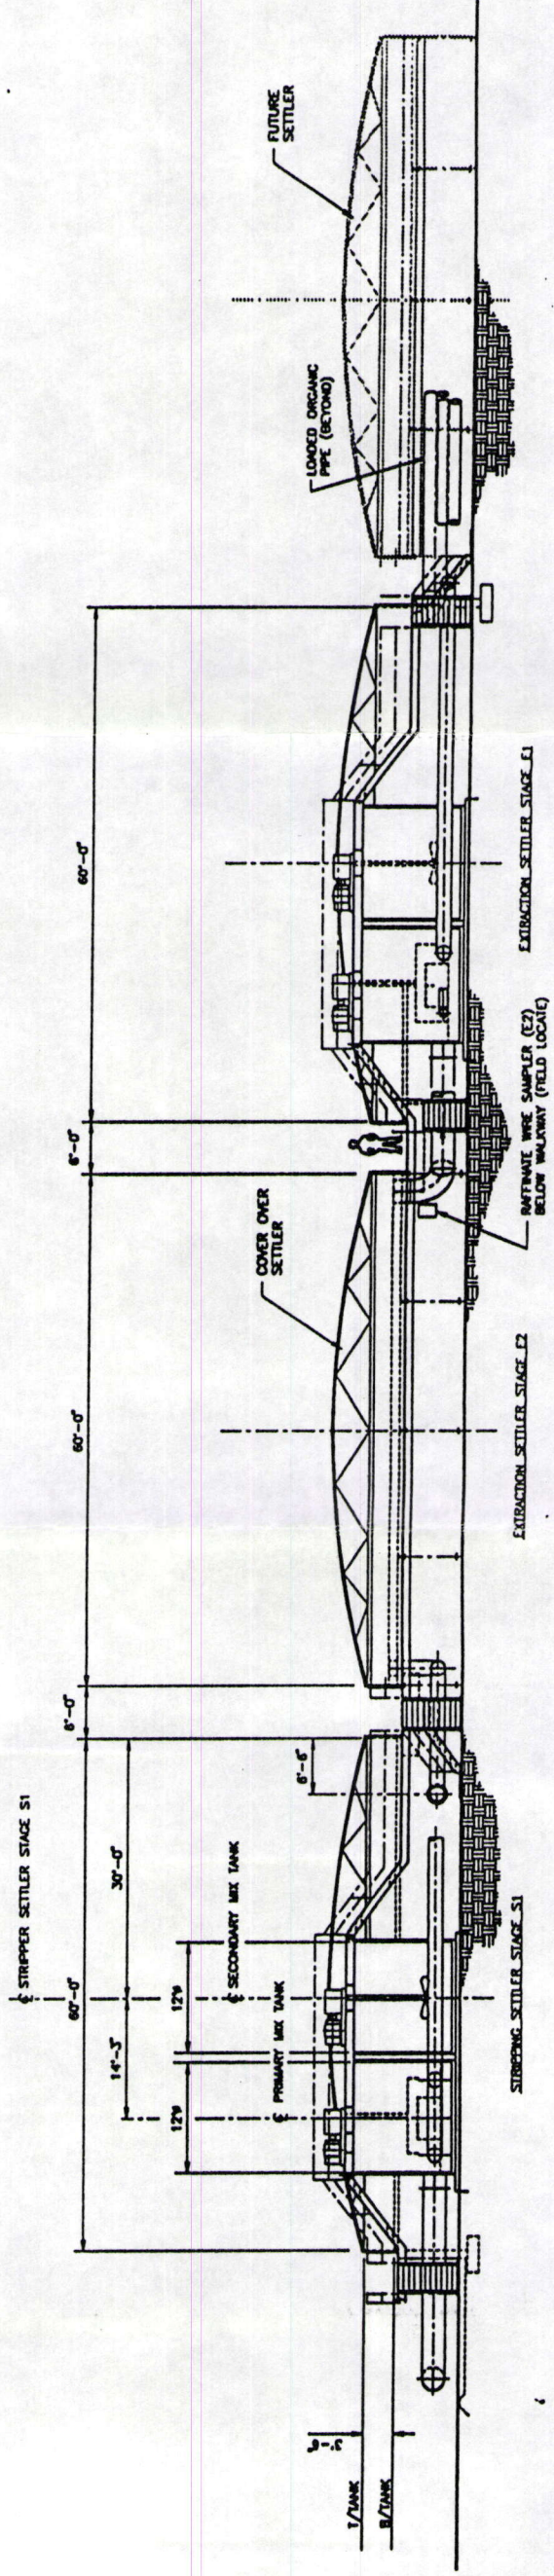 ℄ STRIPPER SETTLER STAGE S1
60'-0"
6'-0"
60'-0"
6'-0"
60'-0"
30'-0"
14'-3"
12'φ
12'φ
℄ SECONDARY MIX TANK
℄ PRIMARY MIX TANK
6'-6"
COVER OVER
SETTLER
LOADED ORGANIC
PIPE (BEYOND)
FUTURE
SETTLER
T/TANK
B/TANK
STRIPPING SETTLER STAGE S1
EXTRACTION SETTLER STAGE E2
RAFFINATE WIRE SAMPLER (E2)
BELOW WALKWAY (FIELD LOCATE)
EXTRACTION SETTLER STAGE E1